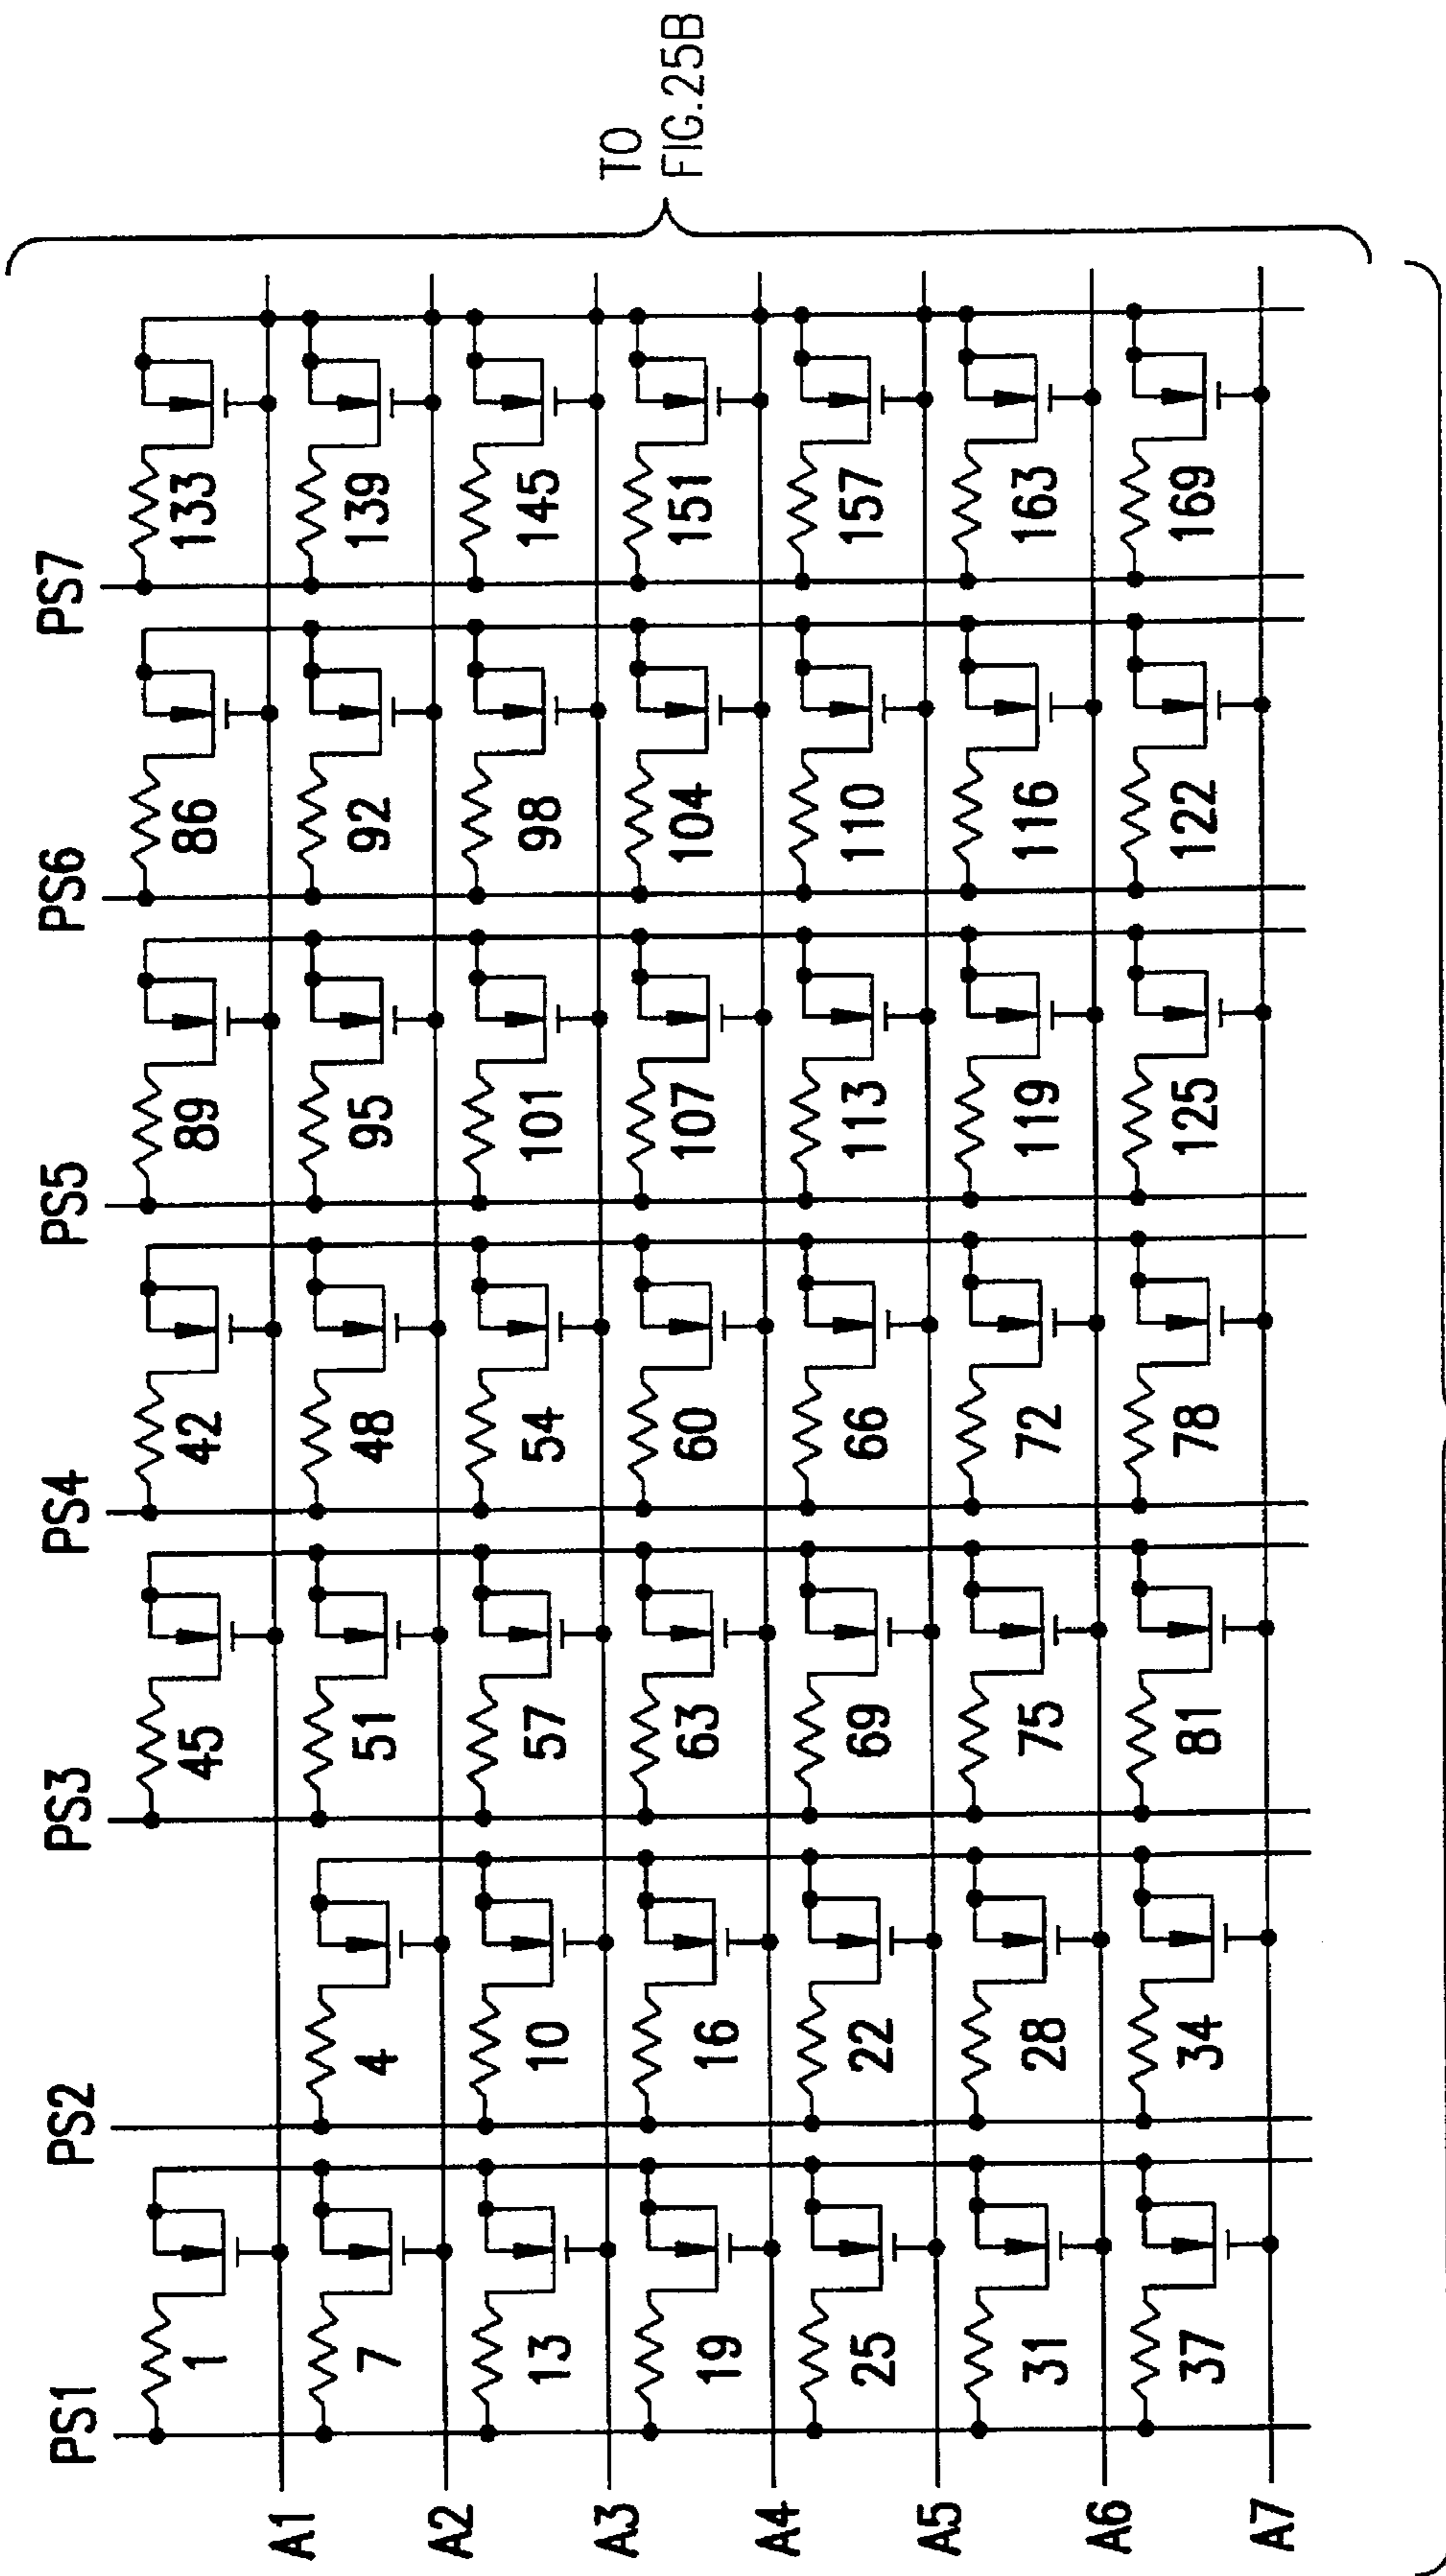 PS1 PS2 PS3 PS4 PS5 PS6 PS7
A1 1 45 42 89 86 133
A2 7 4 51 48 95 92 139
A3 13 10 57 54 101 98 145
A4 19 16 63 60 107 104 151
A5 25 22 69 66 113 110 157
A6 31 28 75 72 119 116 163
A7 37 34 81 78 125 122 169
TO
FIG.25B